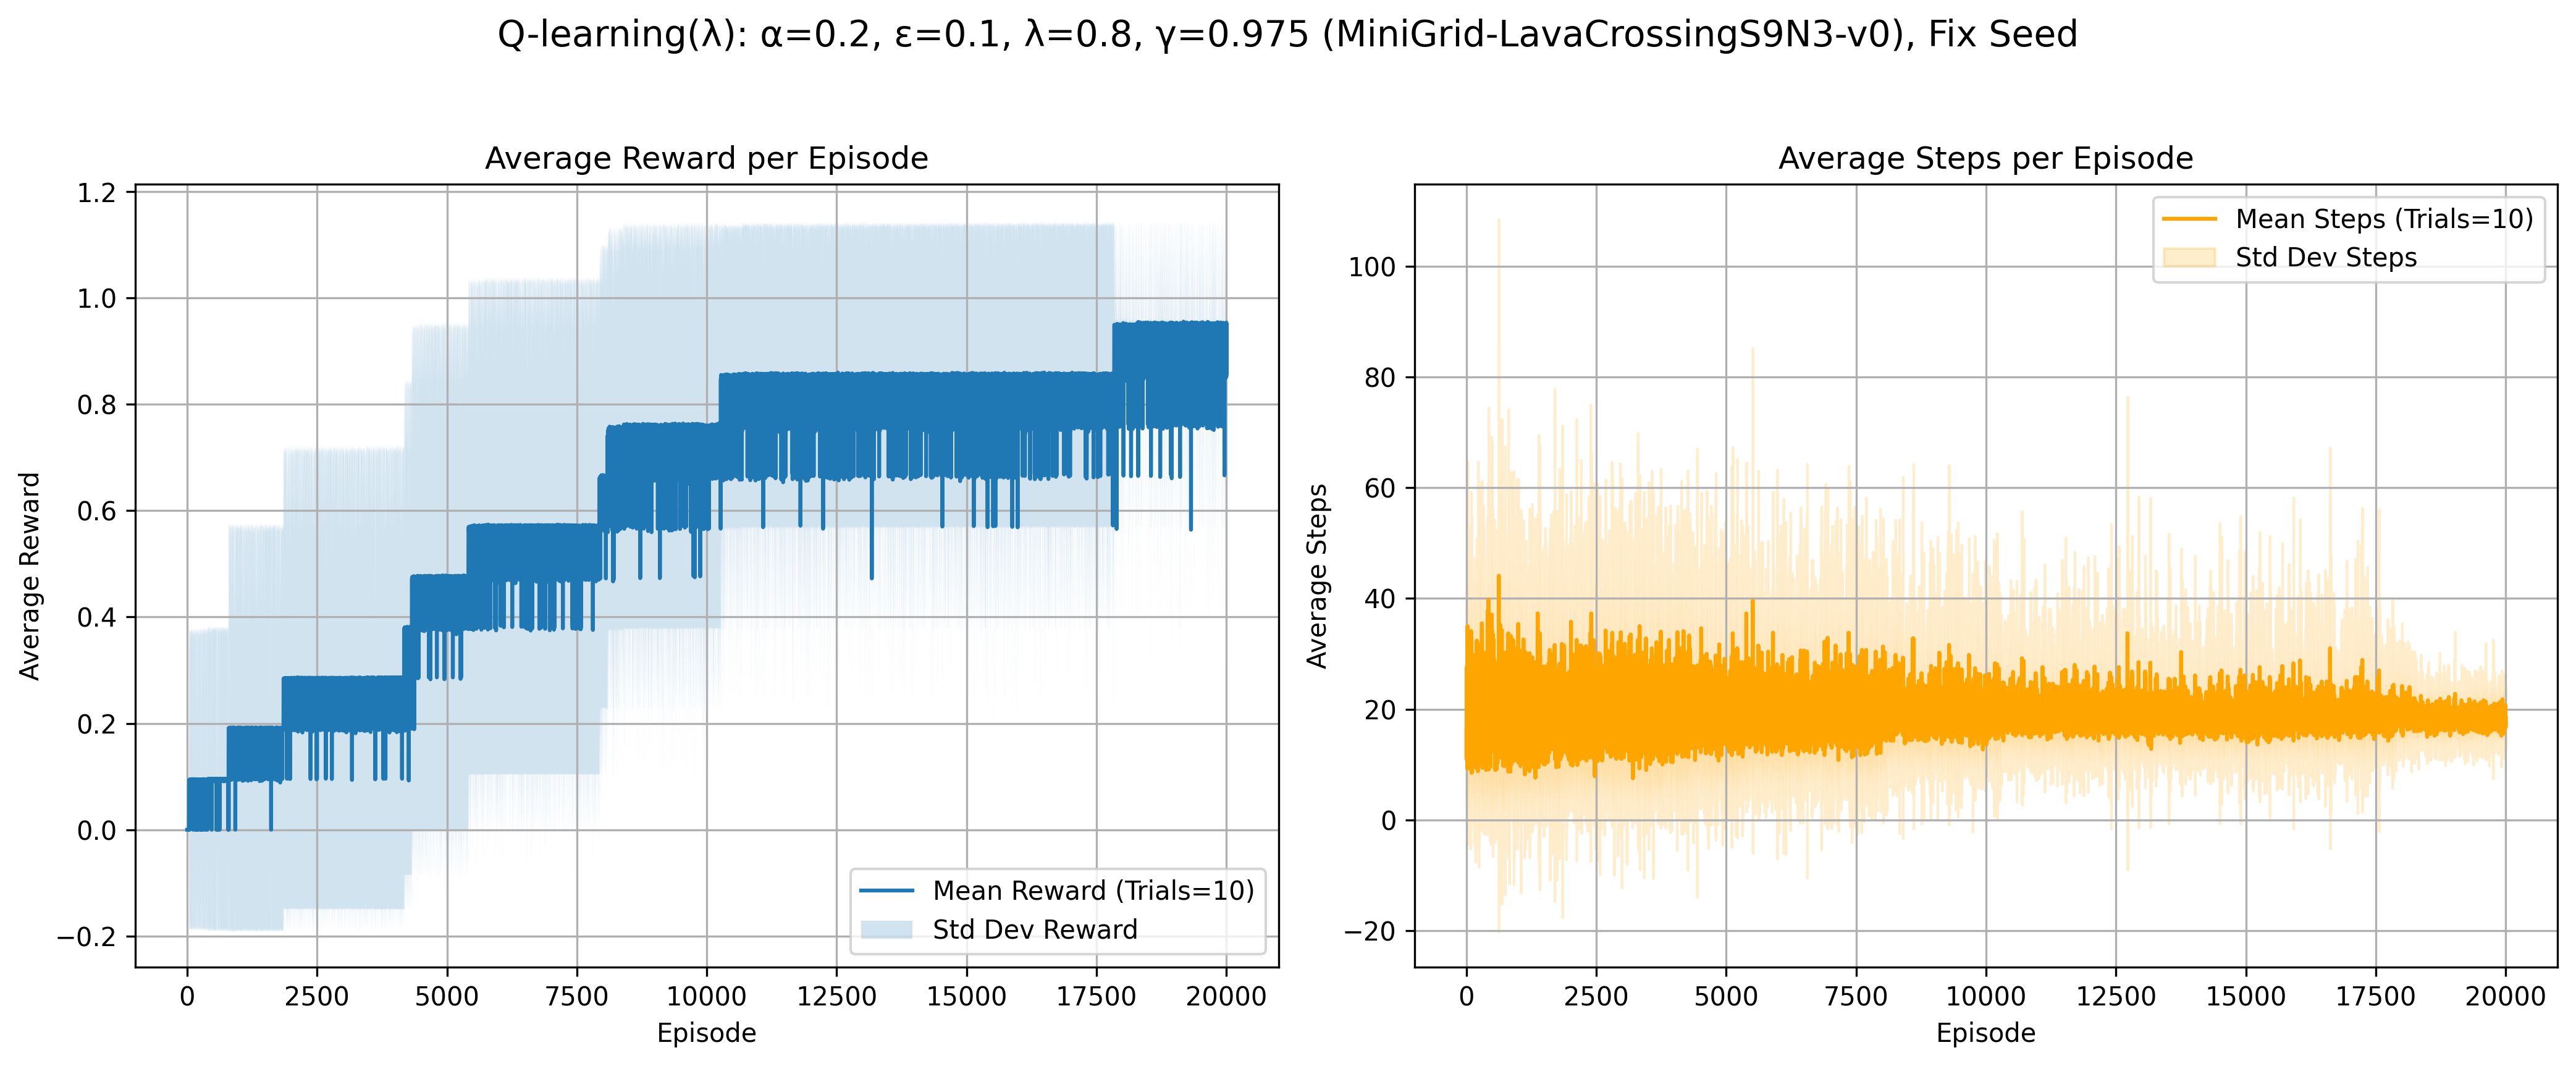 Q-learning(λ): α=0.2, ε=0.1, λ=0.8, γ=0.975 (MiniGrid-LavaCrossingS9N3-v0), Fix Seed
Average Reward per Episode
1.2
1.0
0.8
0.6
0.4
0.2
0.0
−0.2
Average Reward
Mean Reward (Trials=10)
Std Dev Reward
0 2500 5000 7500 10000 12500 15000 17500 20000
Episode
Average Steps per Episode
100
80
60
40
20
0
−20
Average Steps
Mean Steps (Trials=10)
Std Dev Steps
0 2500 5000 7500 10000 12500 15000 17500 20000
Episode